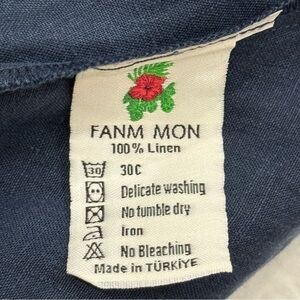 FANM MON
100% Linen
30 30C
Delicate washing
No tumble dry
Iron
No Bleaching
Made in TÜRKİYE